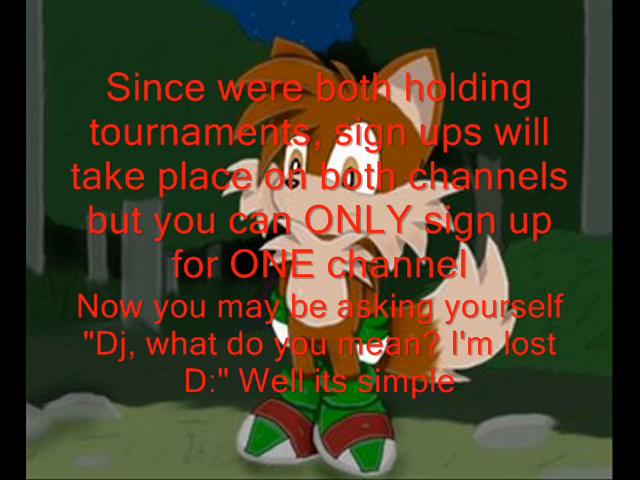 Since were both holding
tournaments, sign ups will
take place on both channels
but you can ONLY sign up
for ONE channel
Now you may be asking yourself
"Dj, what do you mean? I'm lost
D:" Well its simple